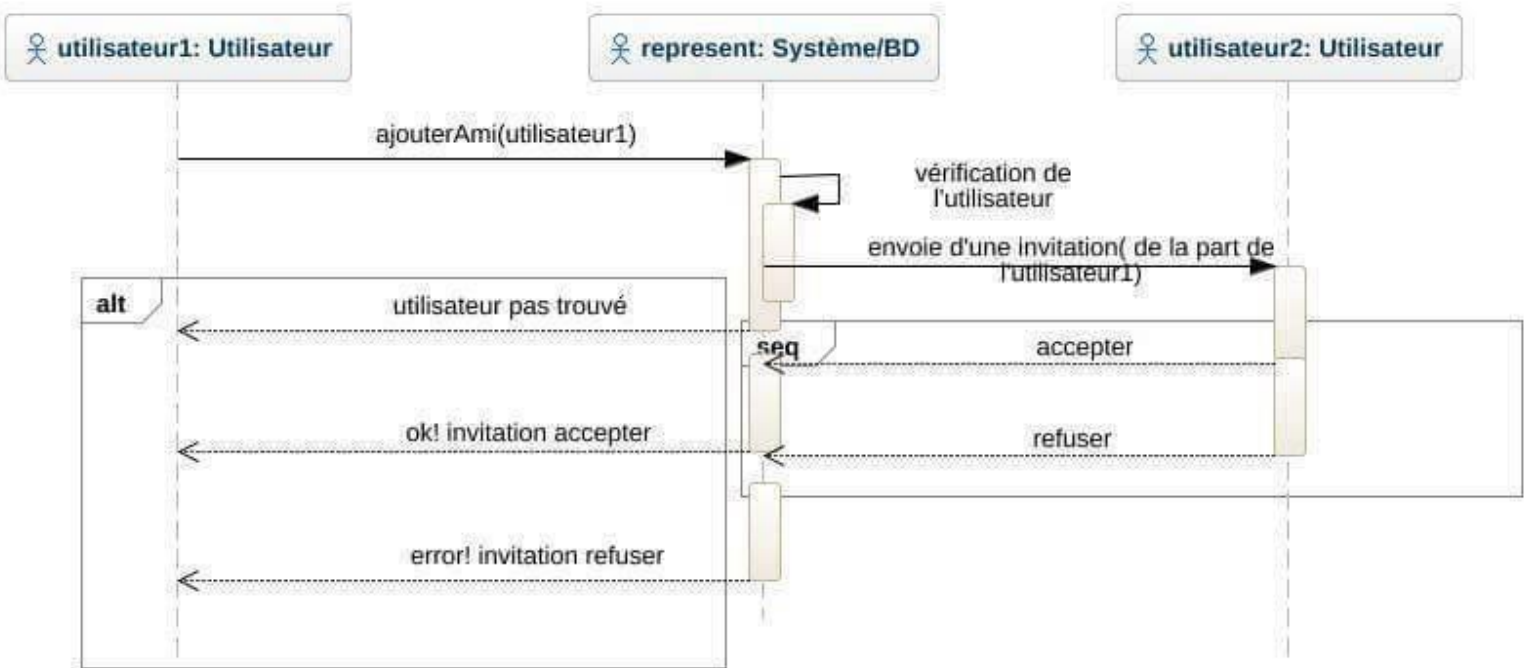 utilisateur1: Utilisateur
represent: Système/BD
utilisateur2: Utilisateur
ajouterAmi(utilisateur1)
vérification de
l'utilisateur
envoie d'une invitation( de la part de
l'utilisateur1)
alt
utilisateur pas trouvé
seq
accepter
ok! invitation accepter
refuser
error! invitation refuser